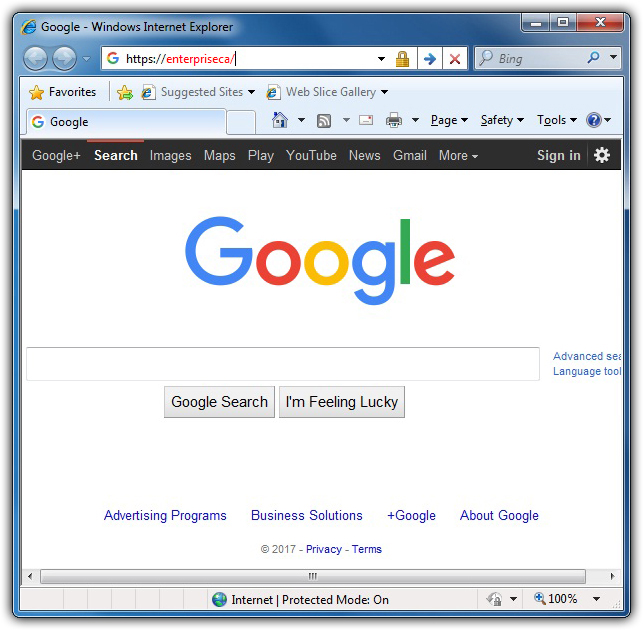 Google - Windows Internet Explorer
https://enterpriseca/
Bing
Favorites Suggested Sites Web Slice Gallery
Google Page Safety Tools
Google+ Search Images Maps Play YouTube News Gmail More Sign in
Google
Advanced sea
Language tool
Google Search I'm Feeling Lucky
Advertising Programs Business Solutions +Google About Google
© 2017 - Privacy - Terms
Internet | Protected Mode: On 100%